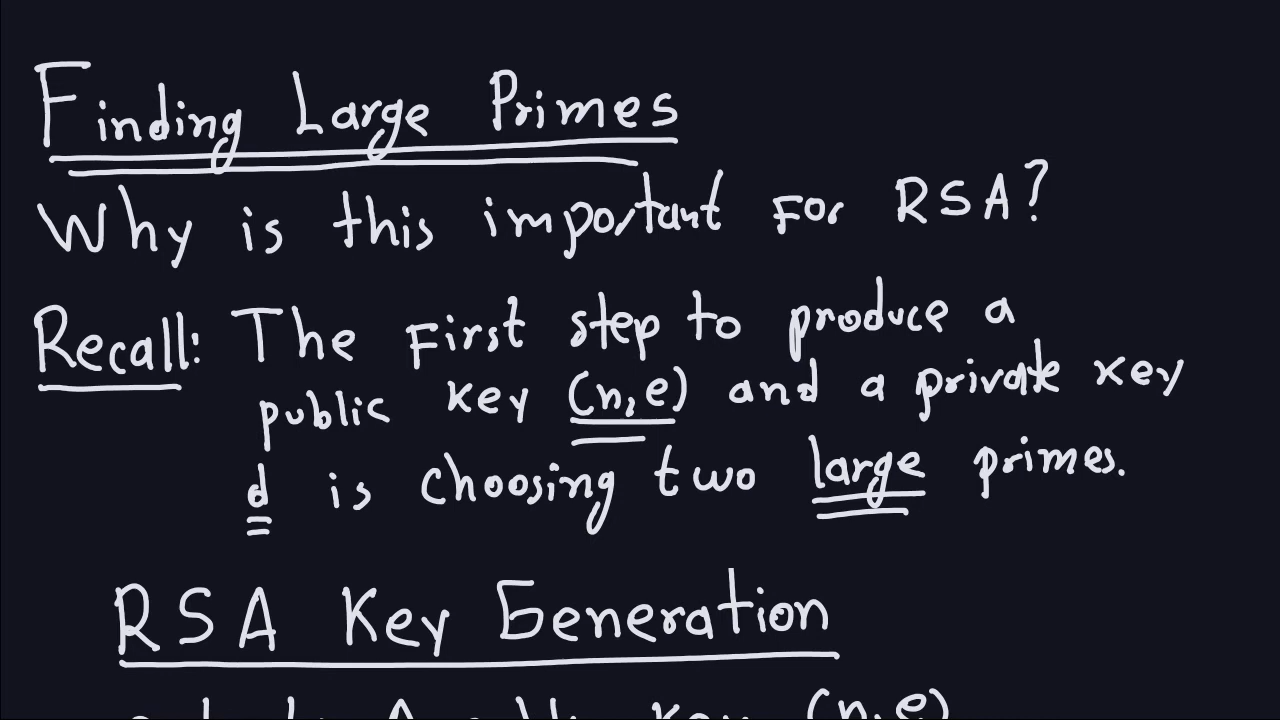 Finding Large Primes
Why is this important for RSA?
Recall: The first step to produce a
public key (n,e) and a private key
d is choosing two large primes.
RSA Key Generation
key (n,e)